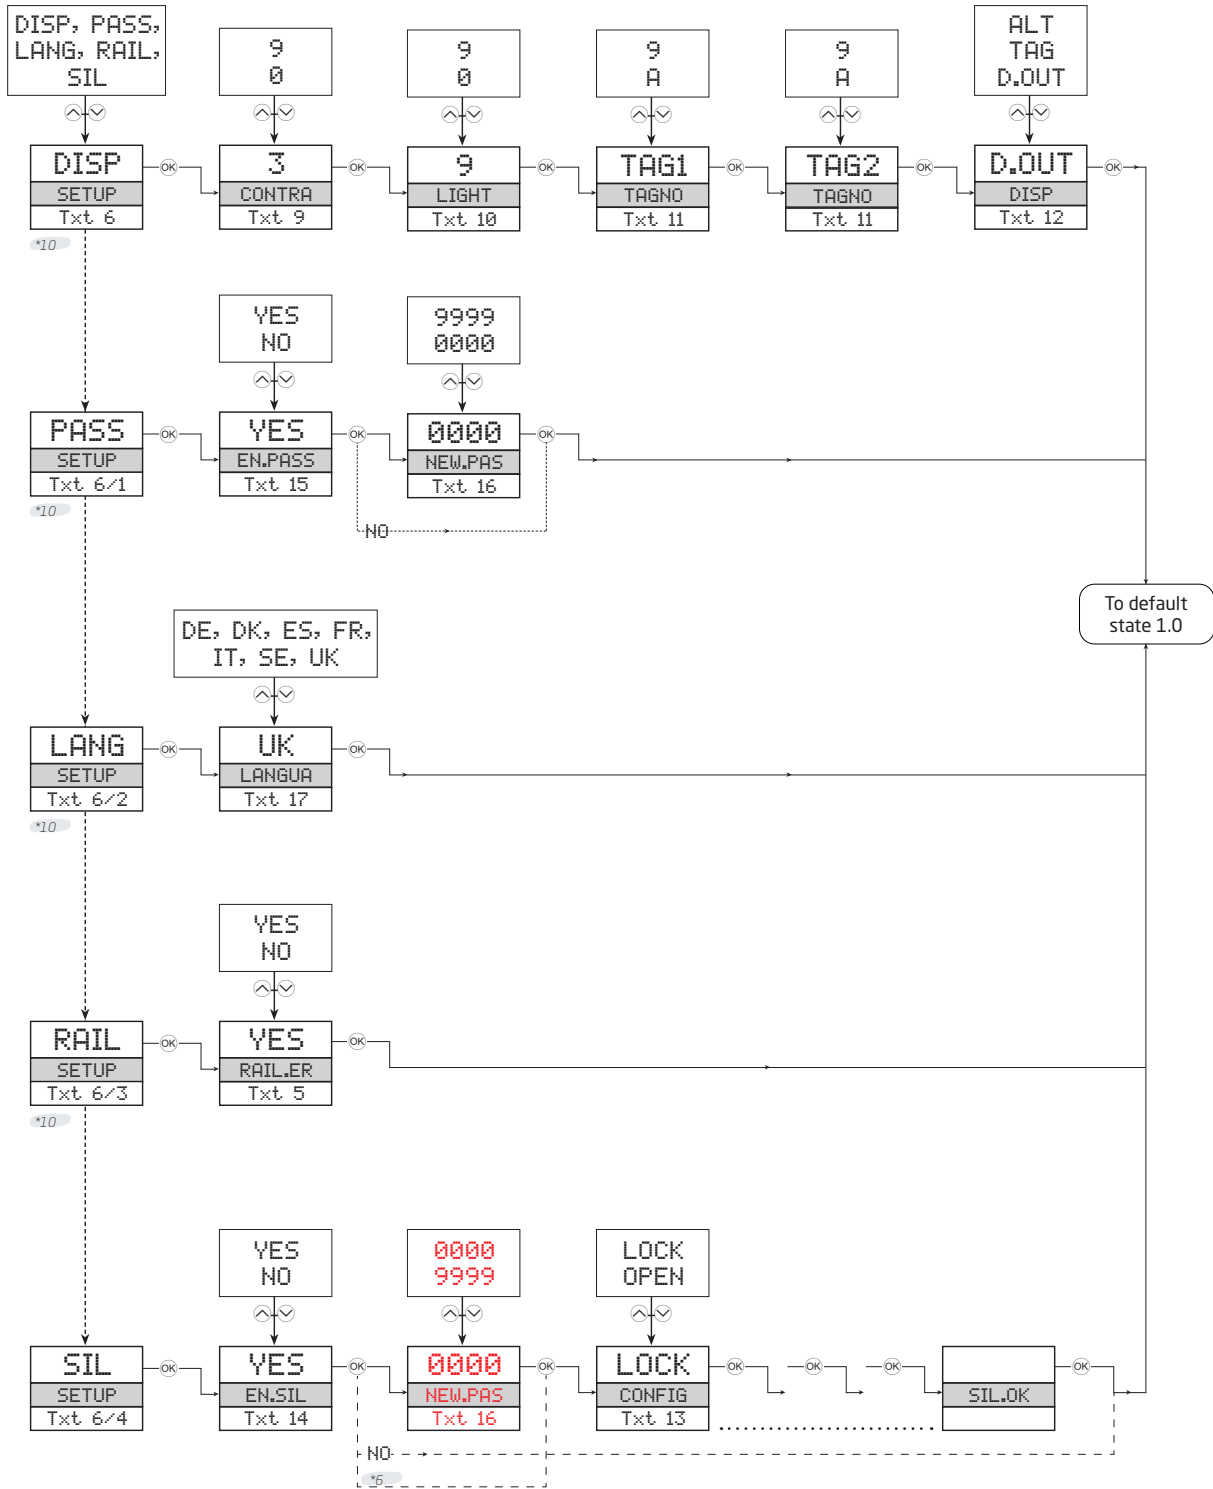 DISP, PASS,
LANG, RAIL,
SIL
9
0
9
0
9
A
9
A
ALT
TAG
D.OUT
DISP
SETUP
Txt 6
OK
3
CONTRA
Txt 9
OK
9
LIGHT
Txt 10
OK
TAG1
TAGNO
Txt 11
OK
TAG2
TAGNO
Txt 11
OK
D.OUT
DISP
Txt 12
OK
*10
YES
NO
9999
0000
PASS
SETUP
Txt 6/1
OK
YES
EN.PASS
Txt 15
OK
0000
NEW.PAS
Txt 16
OK
*10
NO
To default
state 1.0
DE, DK, ES, FR,
IT, SE, UK
LANG
SETUP
Txt 6/2
OK
UK
LANGUA
Txt 17
OK
*10
YES
NO
RAIL
SETUP
Txt 6/3
OK
YES
RAIL.ER
Txt 5
OK
*10
YES
NO
0000
9999
LOCK
OPEN
SIL
SETUP
Txt 6/4
OK
YES
EN.SIL
Txt 14
OK
0000
NEW.PAS
Txt 16
OK
LOCK
CONFIG
Txt 13
OK
OK
OK
SIL.OK
OK
NO
*6